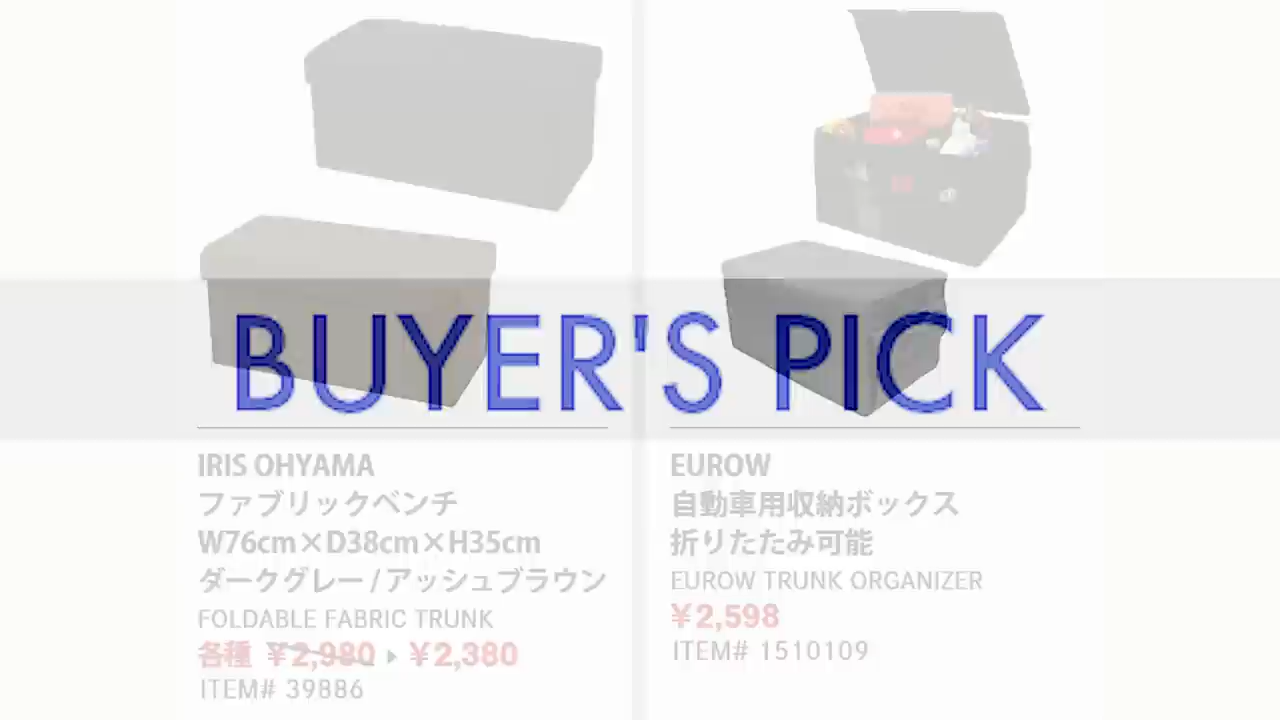 BUYER'S PICK
IRIS OHYAMA
ファブリックベンチ
W76cm×D38cm×H35cm
ダークグレー / アッシュブラウン
FOLDABLE FABRIC TRUNK
各種 ¥2,980 ▸ ¥2,380
ITEM# 39886
EUROW
自動車用収納ボックス
折りたたみ可能
EUROW TRUNK ORGANIZER
¥2,598
ITEM# 1510109